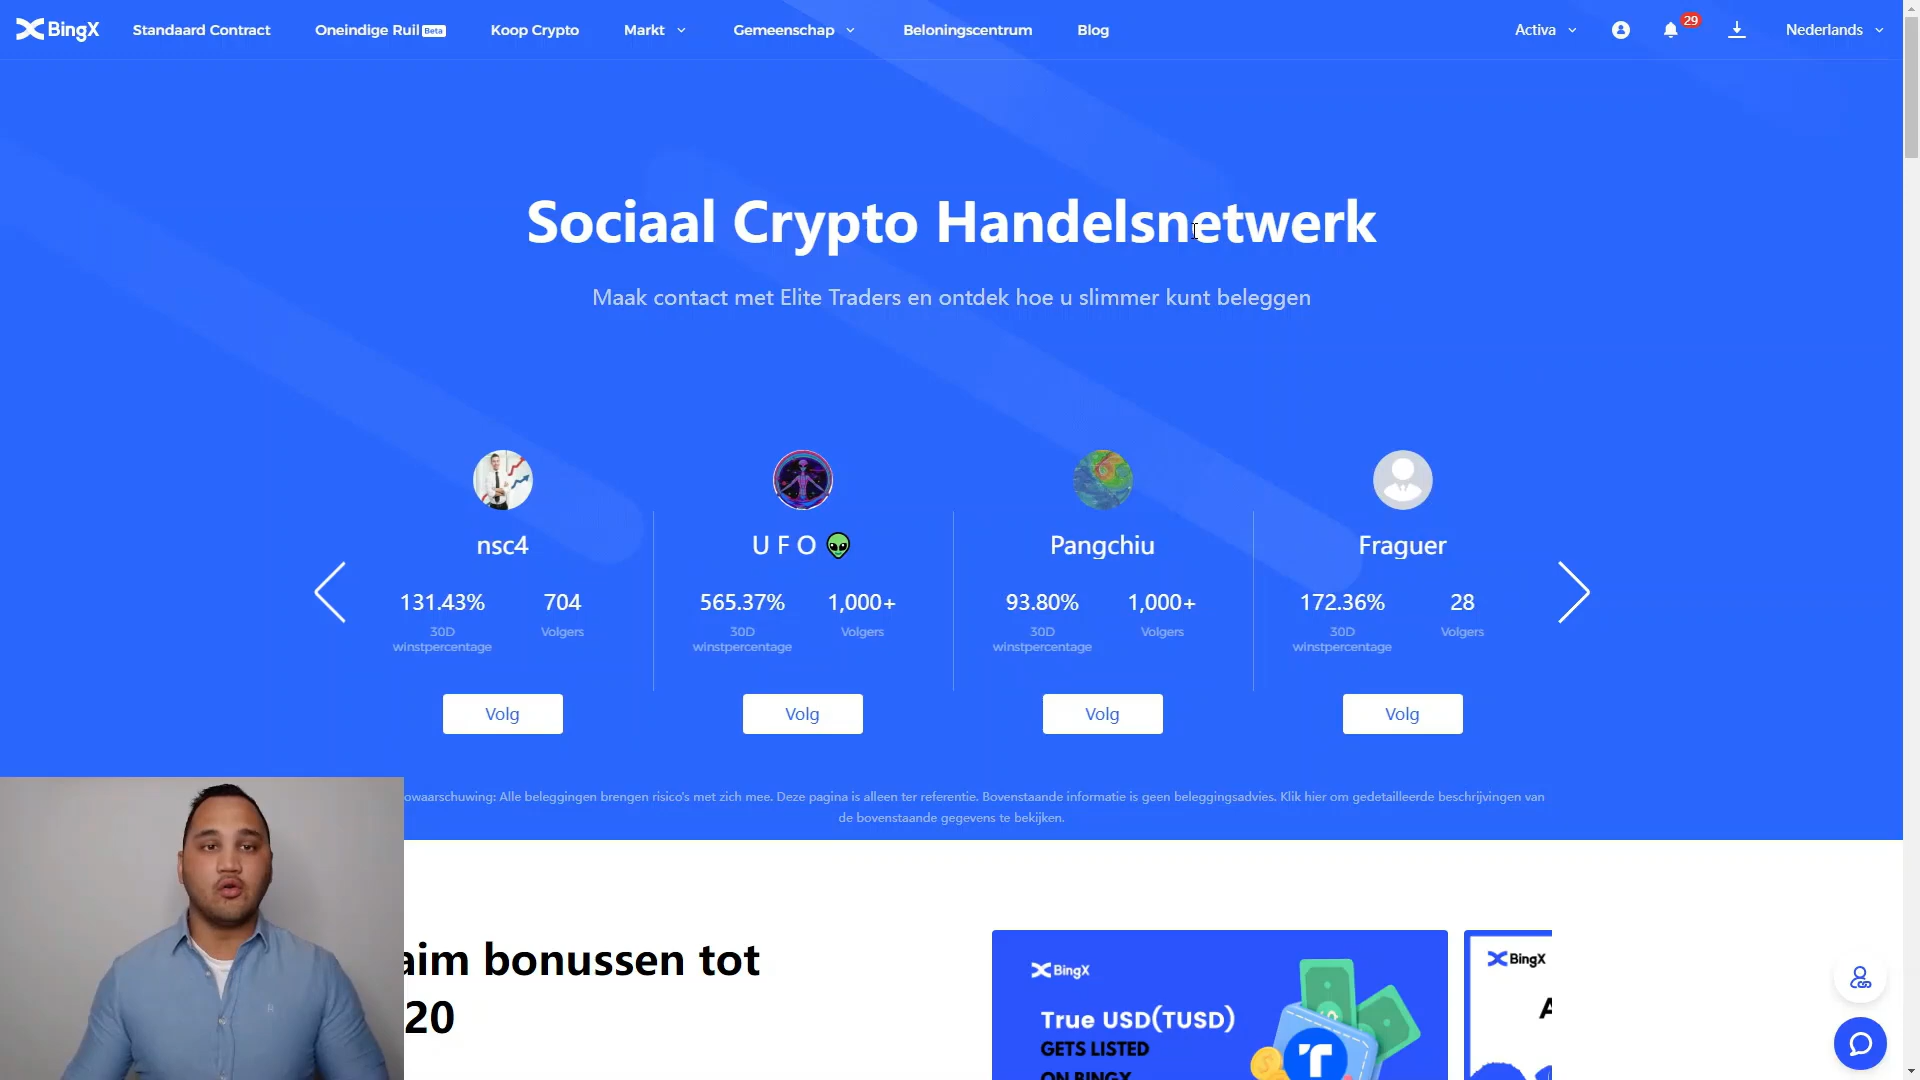 BingX Standaard Contract Oneindige Ruil Beta Koop Crypto Markt Gemeenschap Beloningscentrum Blog Activa 29 Nederlands
Sociaal Crypto Handelsnetwerk
Maak contact met Elite Traders en ontdek hoe u slimmer kunt beleggen
nsc4
131.43% 704
30D winstpercentage Volgers
Volg
U F O 👽
565.37% 1,000+
30D winstpercentage Volgers
Volg
Pangchiu
93.80% 1,000+
30D winstpercentage Volgers
Volg
Fraguer
172.36% 28
30D winstpercentage Volgers
Volg
owaarschuwing: Alle beleggingen brengen risico's met zich mee. Deze pagina is alleen ter referentie. Bovenstaande informatie is geen beleggingsadvies. Klik hier om gedetailleerde beschrijvingen van
de bovenstaande gegevens te bekijken.
aim bonussen tot
20
BingX
True USD(TUSD)
GETS LISTED
ON BINGX
BingX
A